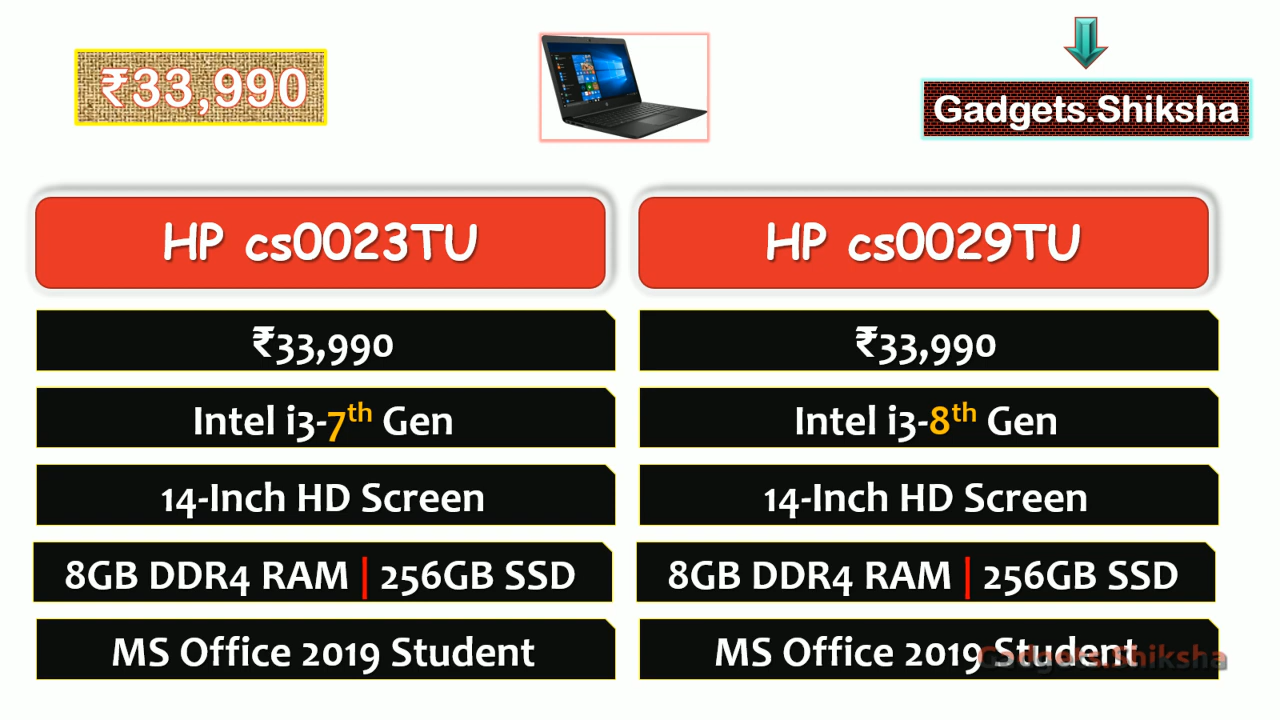 ₹33,990
Gadgets.Shiksha
HP cs0023TU
HP cs0029TU
₹33,990
₹33,990
Intel i3-7th Gen
Intel i3-8th Gen
14-Inch HD Screen
14-Inch HD Screen
8GB DDR4 RAM | 256GB SSD
8GB DDR4 RAM | 256GB SSD
MS Office 2019 Student
MS Office 2019 Student
Gadgets.Shiksha